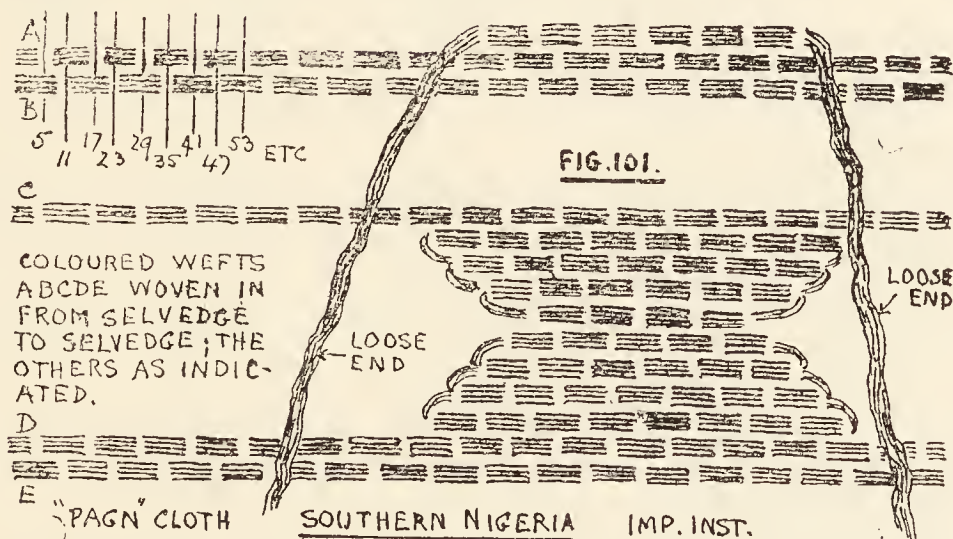 A
B
5 11 17 23 29 35 41 47 53 ETC
FIG.101.
C
COLOURED WEFTS
ABCDE WOVEN IN
FROM SELVEDGE
TO SELVEDGE; THE
OTHERS AS INDIC-
ATED.
LOOSE
END
LOOSE
END
D
E
"PAGN" CLOTH SOUTHERN NIGERIA IMP. INST.